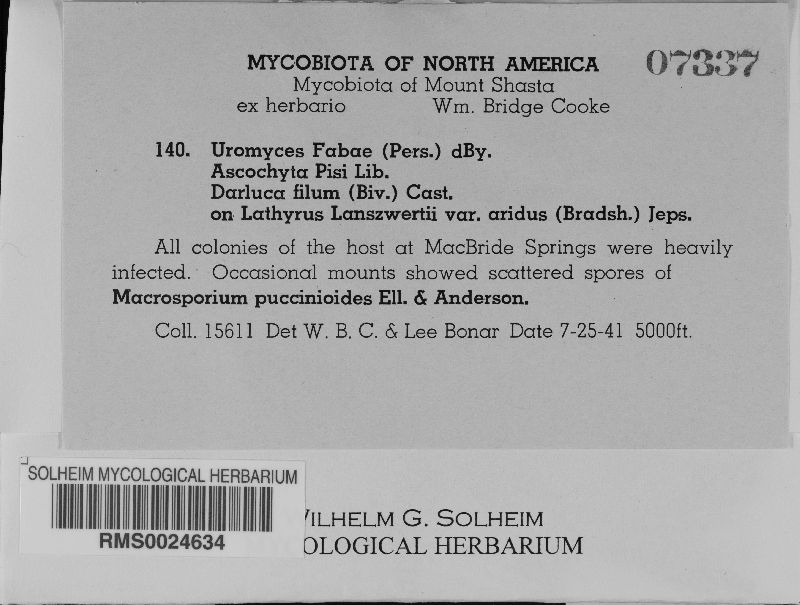 MYCOBIOTA OF NORTH AMERICA 07337
Mycobiota of Mount Shasta
ex herbario Wm. Bridge Cooke
140. Uromyces Fabae (Pers.) dBy.
Ascochyta Pisi Lib.
Darluca filum (Biv.) Cast.
on Lathyrus Lanszwertii var. aridus (Bradsh.) Jeps.
All colonies of the host at MacBride Springs were heavily
infected. Occasional mounts showed scattered spores of
Macrosporium puccinioides Ell. & Anderson.
Coll. 15611 Det W. B. C. & Lee Bonar Date 7-25-41 5000ft.
SOLHEIM MYCOLOGICAL HERBARIUM
RMS0024634
ILHELM G. SOLHEIM
OLOGICAL HERBARIUM